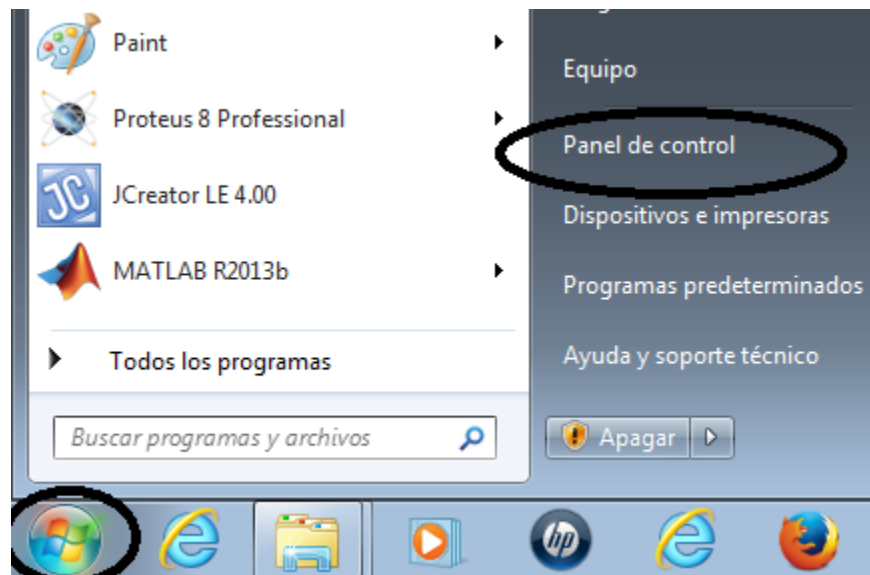 Paint
Proteus 8 Professional
JCreator LE 4.00
MATLAB R2013b
Todos los programas
Buscar programas y archivos
Equipo
Panel de control
Dispositivos e impresoras
Programas predeterminados
Ayuda y soporte técnico
Apagar
hp